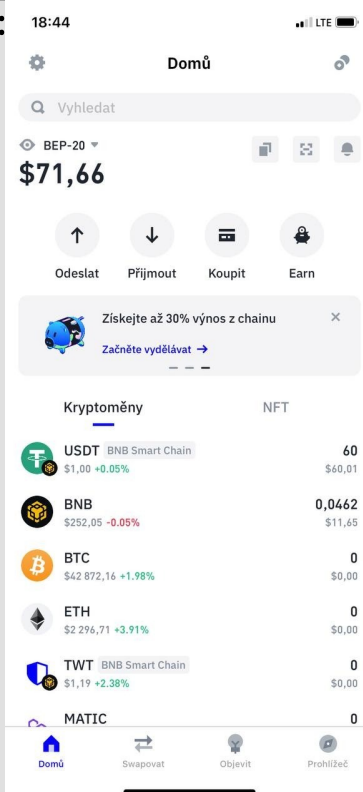 18:44
LTE
Domů
Vyhledat
BEP-20
$71,66
Odeslat Přijmout Koupit Earn
Získejte až 30% výnos z chainu
Začněte vydělávat →
Kryptoměny NFT
USDT BNB Smart Chain 60
$1,00 +0.05% $60,01
BNB 0,0462
$252,05 -0.05% $11,65
BTC 0
$42 872,16 +1.98% $0,00
ETH 0
$2 296,71 +3.91% $0,00
TWT BNB Smart Chain 0
$1,19 +2.38% $0,00
MATIC 0
Domů Swapovat Objevit Prohlížeč